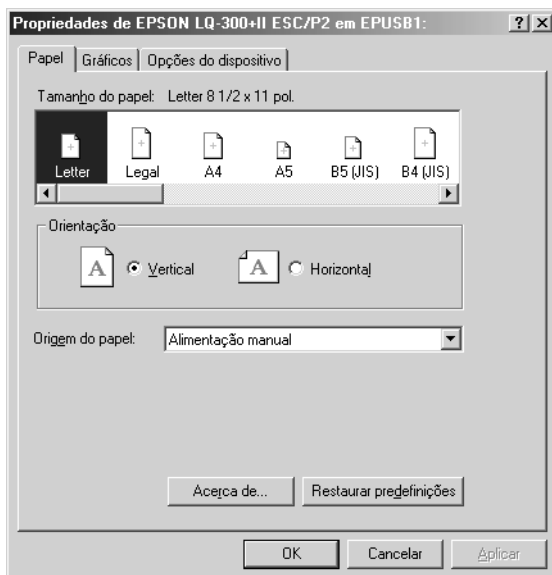 Propriedades de EPSON LQ-300+II ESC/P2 em EPUSB1:
Papel Gráficos Opções do dispositivo
Tamanho do papel: Letter 8 1/2 x 11 pol.
Letter Legal A4 A5 B5 (JIS) B4 (JIS)
Orientação
A Vertical A Horizontal
Origem do papel: Alimentação manual
Acerca de... Restaurar predefinições
OK Cancelar Aplicar